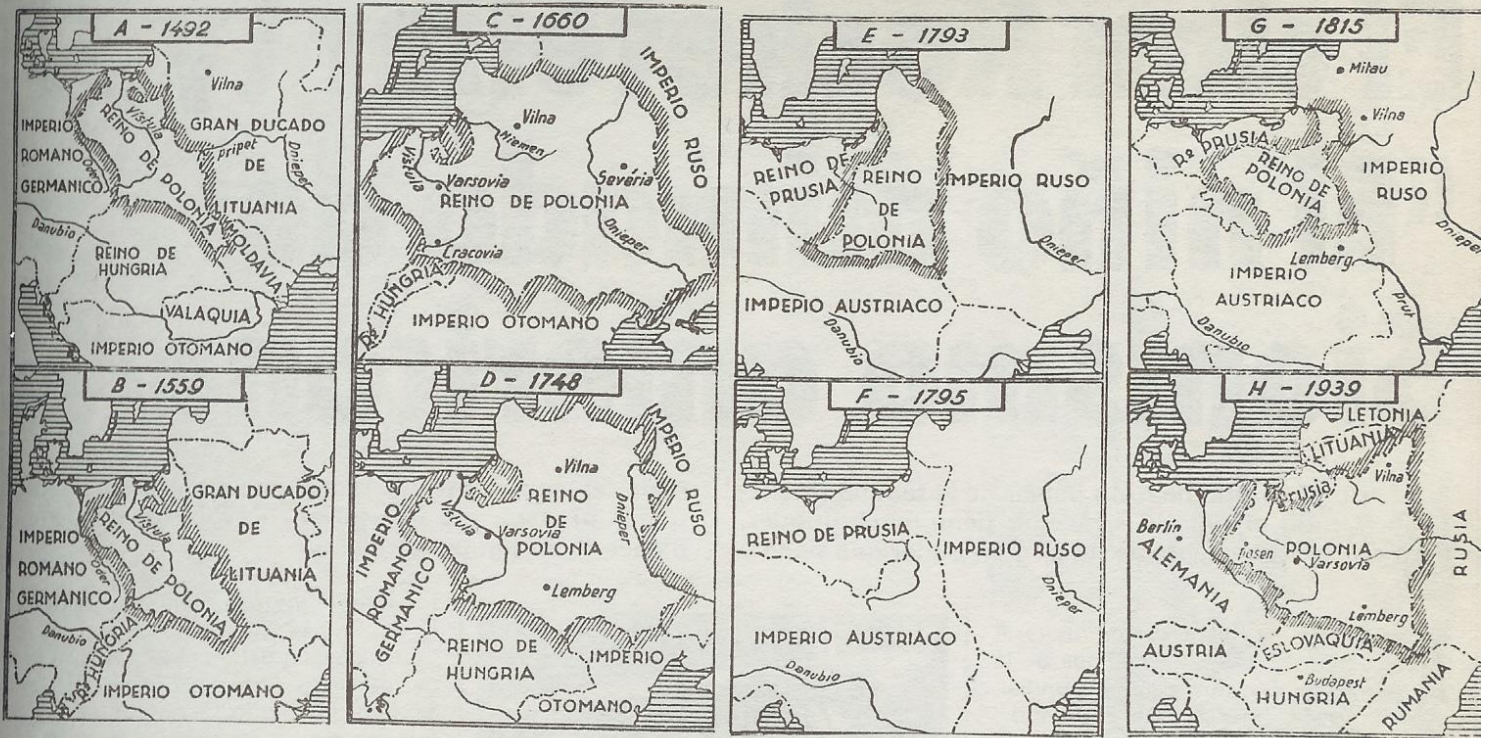 A - 1492
Vilna
Vistula
REINO DE POLONIA
IMPERIO
ROMANO
GERMANICO
Oder
GRAN DUCADO
Pripet
DE
Dnieper
LITUANIA
Danubio
REINO DE
HUNGRIA
MOLDAVIA
VALAQUIA
IMPERIO OTOMANO
B - 1559
GRAN DUCADO
DE
LITUANIA
IMPERIO
ROMANO
GERMANICO
Oder
Vistula
REINO DE POLONIA
Danubio
Rº HUNGRIA
IMPERIO OTOMANO
C - 1660
IMPERIO RUSO
Vilna
Niemen
Vistula
Varsovia
Sevéria
REINO DE POLONIA
Dnieper
Cracovia
Rº HUNGRIA
IMPERIO OTOMANO
D - 1748
IMPERIO RUSO
Vilna
REINO
DE
POLONIA
Vistula
Varsovia
Dnieper
IMPERIO
ROMANO
GERMANICO
Lemberg
REINO DE
HUNGRIA
IMPERIO
OTOMANO
E - 1793
REINO DE
PRUSIA
REINO
DE
POLONIA
IMPERIO RUSO
Dnieper
IMPEPIO AUSTRIACO
Danubio
F - 1795
REINO DE PRUSIA
IMPERIO RUSO
Dnieper
IMPERIO AUSTRIACO
Danubio
G - 1815
Mitau
Vilna
Rº PRUSIA
REINO DE
POLONIA
IMPERIO
RUSO
Dnieper
Lemberg
IMPERIO
AUSTRIACO
Prut
Danubio
H - 1939
LETONIA
LITUANIA
Vilna
Prusia
Berlín
ALEMANIA
POLONIA
Varsovia
RUSIA
Lemberg
AUSTRIA
ESLOVAQUIA
Budapest
HUNGRIA
RUMANIA